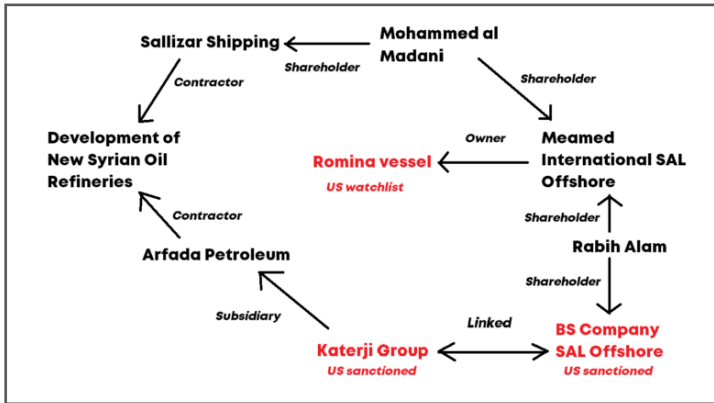 Sallizar Shipping
Shareholder
Mohammed al
Madani
Contractor
Shareholder
Development of
New Syrian Oil
Refineries
Romina vessel
US watchlist
Owner
Meamed
International SAL
Offshore
Contractor
Shareholder
Arfada Petroleum
Rabih Alam
Shareholder
Subsidiary
Katerji Group
US sanctioned
Linked
BS Company
SAL Offshore
US sanctioned